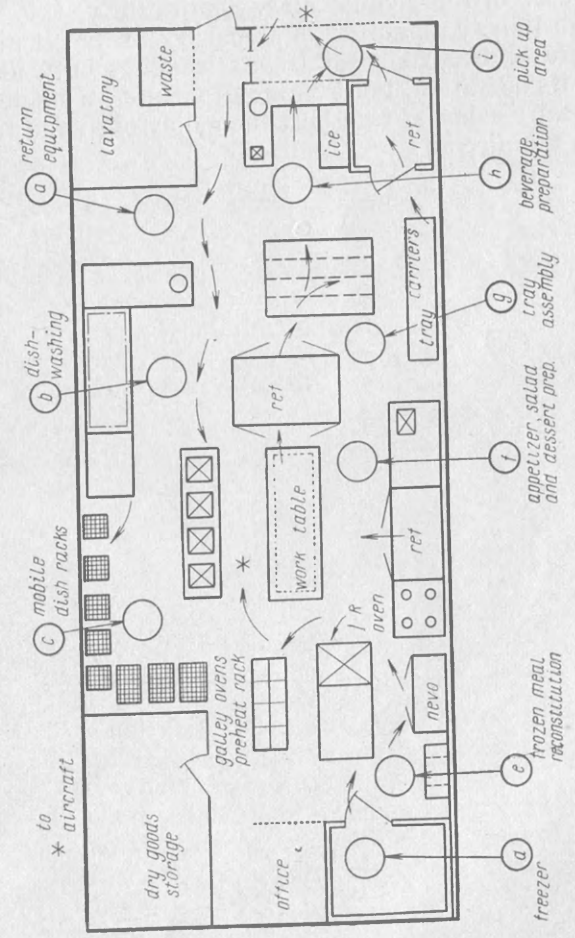 * to
aircraft
c
mobile
dish racks
b
dish-
washing
a
return
equipment
dry goods
storage
lavatory
waste
galley ovens
preheat rack
*
*
office
work table
ret
ice
I R
oven
ret
nevo
tray carriers
ret
a
freezer
e
frozen meal
reconstitution
f
appetizer, salad
and dessert prep.
g
tray
assembly
h
beverage
preparation
i
pick up
area